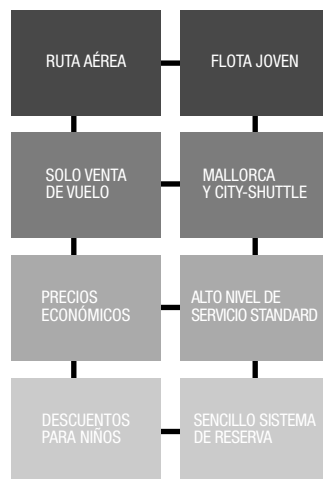 RUTA AÉREA
FLOTA JOVEN
SOLO VENTA
DE VUELO
MALLORCA
Y CITY-SHUTTLE
PRECIOS
ECONÓMICOS
ALTO NIVEL DE
SERVICIO STANDARD
DESCUENTOS
PARA NIÑOS
SENCILLO SISTEMA
DE RESERVA